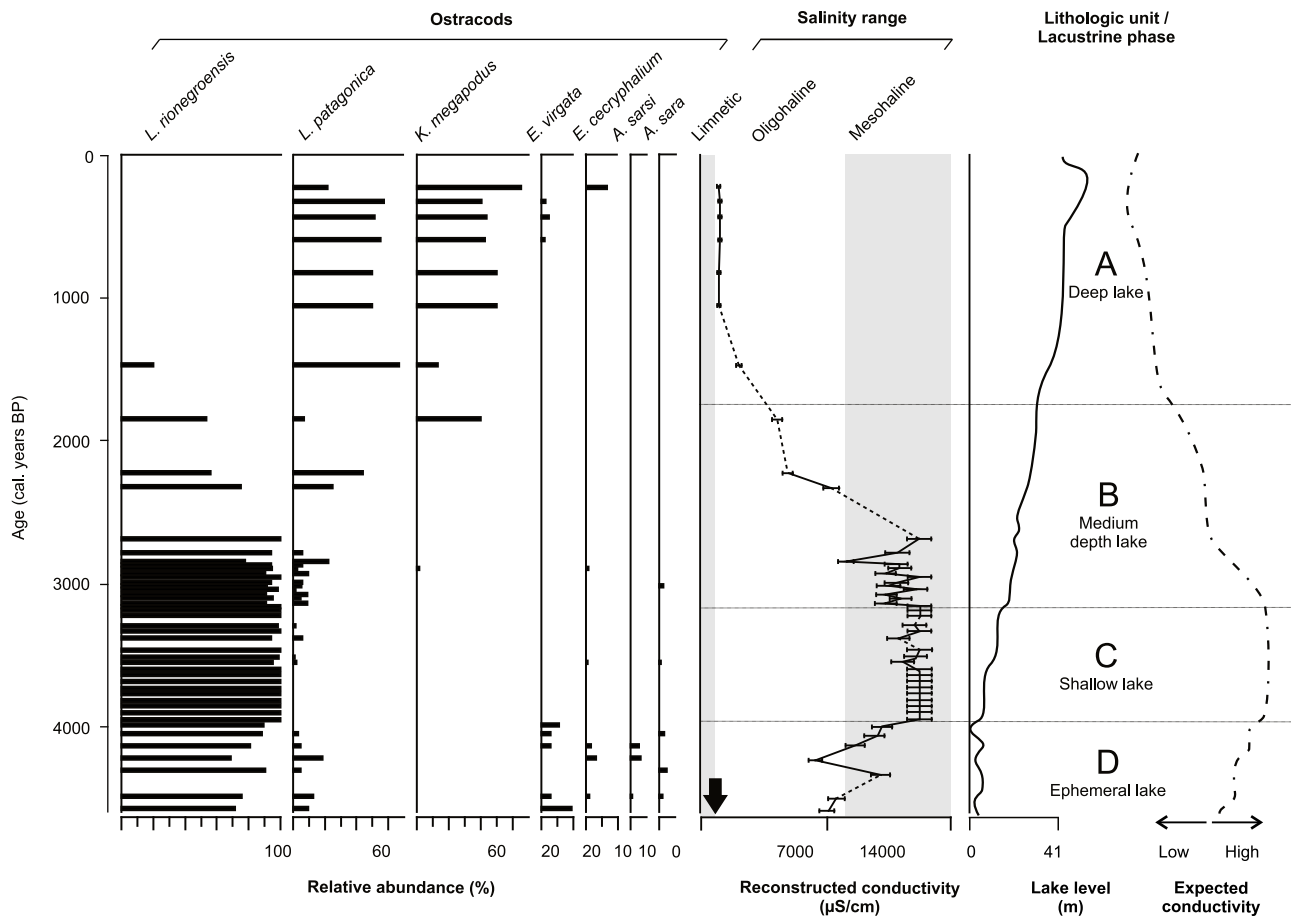 Ostracods
Salinity range
Lithologic unit /
Lacustrine phase
L. rionegroensis
L. patagonica
K. megapodus
E. virgata
E. cecryphalium
A. sarsi
A. sara
Limnetic
Oligohaline
Mesohaline
0
1000
2000
3000
4000
Age (cal. years BP)
A
Deep lake
B
Medium
depth lake
C
Shallow lake
D
Ephemeral lake
100
60
60
20
20
10
10
0
7000
14000
0
41
Low
High
Relative abundance (%)
Reconstructed conductivity
(µS/cm)
Lake level
(m)
Expected
conductivity